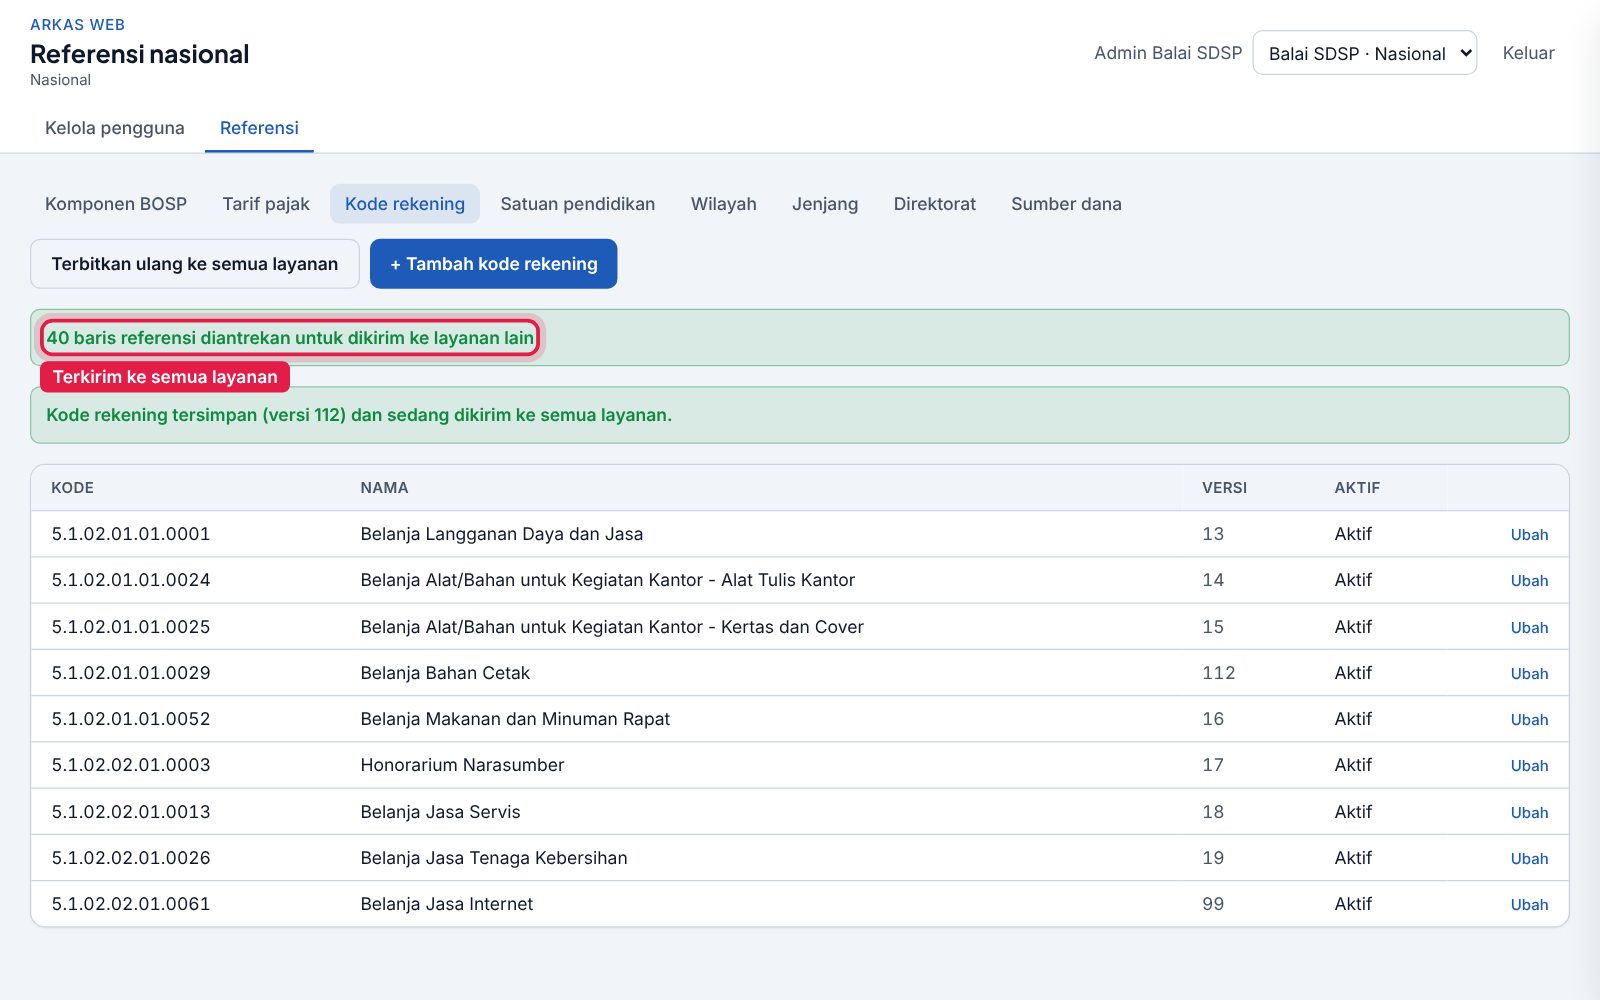 ARKAS WEB
Referensi nasional
Nasional
Admin Balai SDSP
Balai SDSP · Nasional
Keluar
Kelola pengguna
Referensi
Komponen BOSP
Tarif pajak
Kode rekening
Satuan pendidikan
Wilayah
Jenjang
Direktorat
Sumber dana
Terbitkan ulang ke semua layanan
+ Tambah kode rekening
40 baris referensi diantrekan untuk dikirim ke layanan lain
Terkirim ke semua layanan
Kode rekening tersimpan (versi 112) dan sedang dikirim ke semua layanan.
KODE NAMA VERSI AKTIF
5.1.02.01.01.0001 Belanja Langganan Daya dan Jasa 13 Aktif Ubah
5.1.02.01.01.0024 Belanja Alat/Bahan untuk Kegiatan Kantor - Alat Tulis Kantor 14 Aktif Ubah
5.1.02.01.01.0025 Belanja Alat/Bahan untuk Kegiatan Kantor - Kertas dan Cover 15 Aktif Ubah
5.1.02.01.01.0029 Belanja Bahan Cetak 112 Aktif Ubah
5.1.02.01.01.0052 Belanja Makanan dan Minuman Rapat 16 Aktif Ubah
5.1.02.02.01.0003 Honorarium Narasumber 17 Aktif Ubah
5.1.02.02.01.0013 Belanja Jasa Servis 18 Aktif Ubah
5.1.02.02.01.0026 Belanja Jasa Tenaga Kebersihan 19 Aktif Ubah
5.1.02.02.01.0061 Belanja Jasa Internet 99 Aktif Ubah